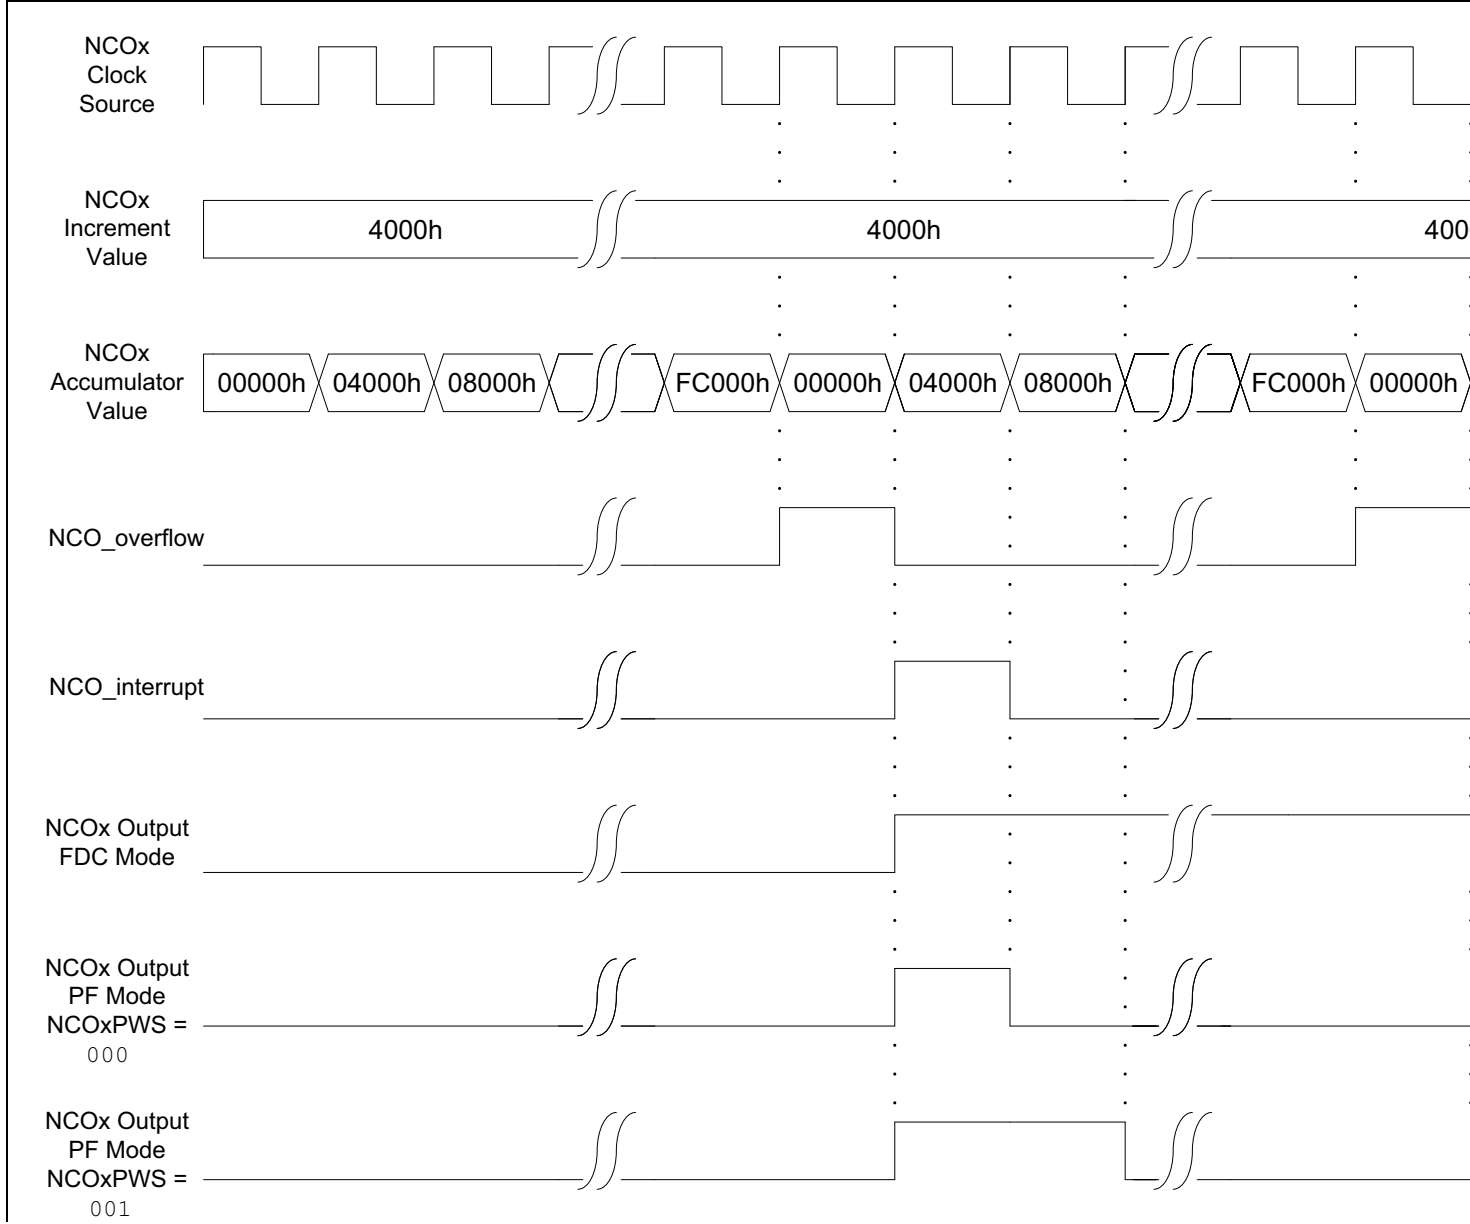 NCOx
Clock
Source
NCOx
Increment
Value
4000h
4000h
400
NCOx
Accumulator
Value
00000h
04000h
08000h
FC000h
00000h
04000h
08000h
FC000h
00000h
NCO_overflow
NCO_interrupt
NCOx Output
FDC Mode
NCOx Output
PF Mode
NCOxPWS =
000
NCOx Output
PF Mode
NCOxPWS =
001